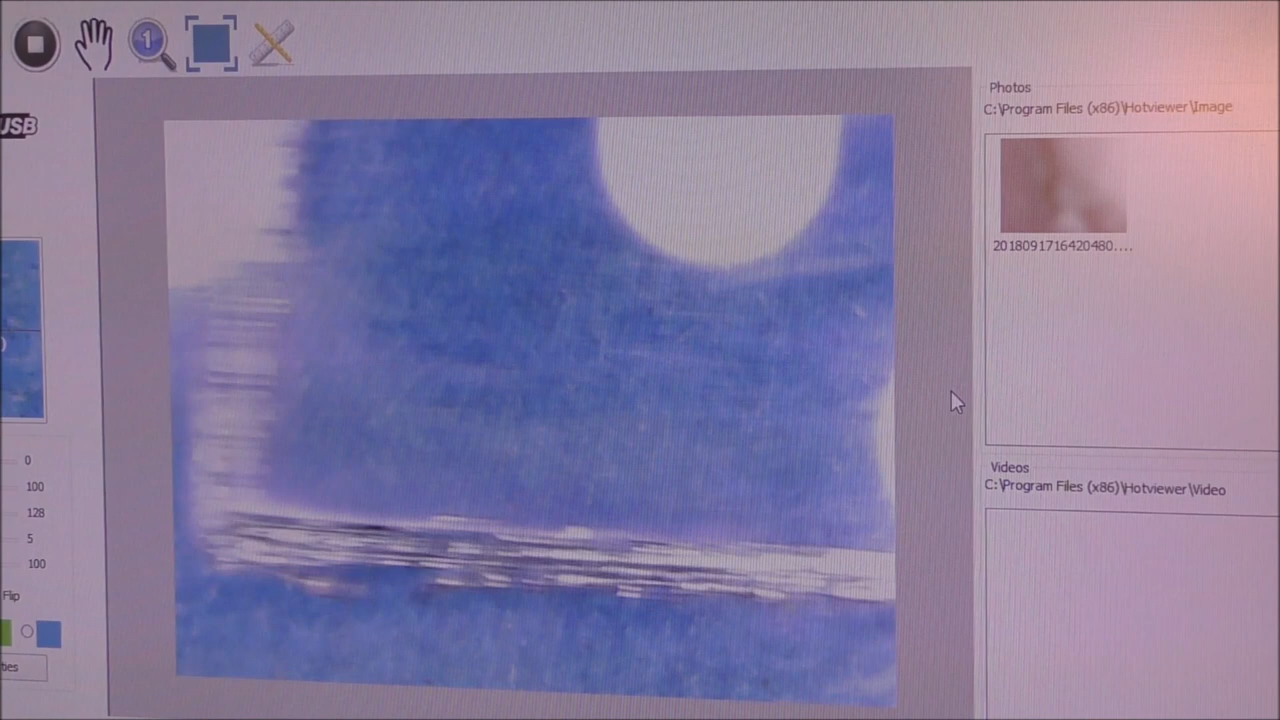 1
USB
Photos
C:\Program Files (x86)\Hotviewer\Image
2018091716420480....
0
100
128
5
100
Flip
Videos
C:\Program Files (x86)\Hotviewer\Video